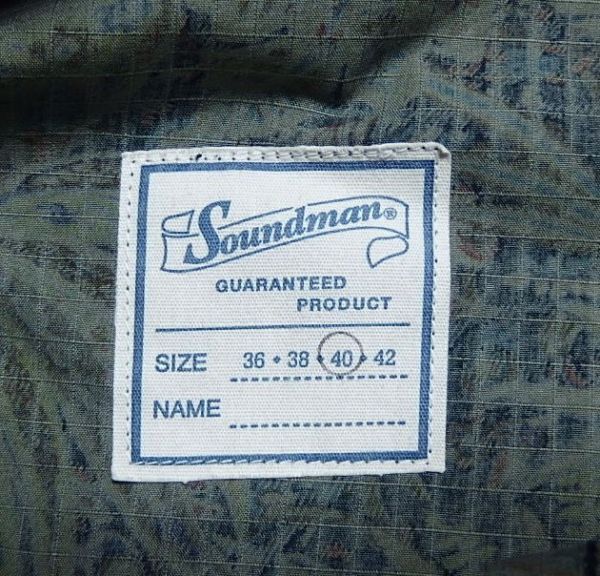 Soundman®
GUARANTEED
PRODUCT
SIZE 36 • 38 • 40 • 42
NAME